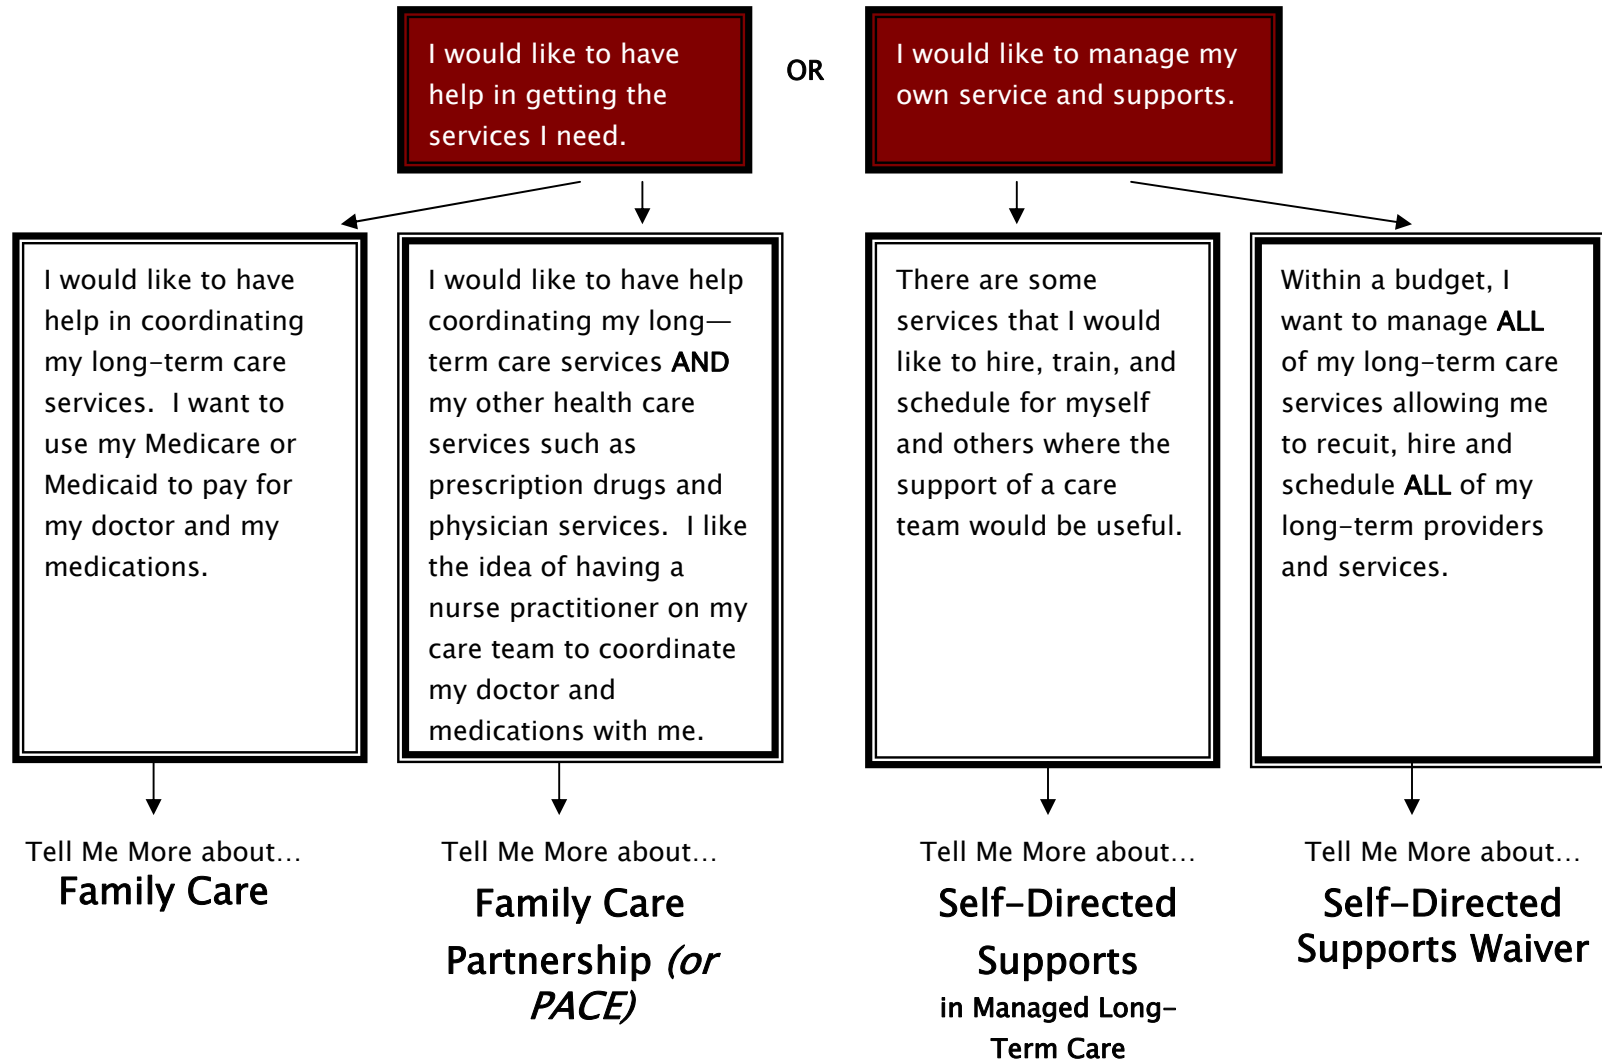 I would like to have
help in getting the
services I need.
OR
I would like to manage my
own service and supports.
I would like to have
help in coordinating
my long-term care
services.  I want to
use my Medicare or
Medicaid to pay for
my doctor and my
medications.
I would like to have help
coordinating my long—
term care services AND
my other health care
services such as
prescription drugs and
physician services.  I like
the idea of having a
nurse practitioner on my
care team to coordinate
my doctor and
medications with me.
There are some
services that I would
like to hire, train, and
schedule for myself
and others where the
support of a care
team would be useful.
Within a budget, I
want to manage ALL
of my long-term care
services allowing me
to recuit, hire and
schedule ALL of my
long-term providers
and services.
Tell Me More about…
Family Care
Tell Me More about…
Family Care
Partnership (or
PACE)
Tell Me More about…
Self-Directed
Supports
in Managed Long-
Term Care
Tell Me More about…
Self-Directed
Supports Waiver